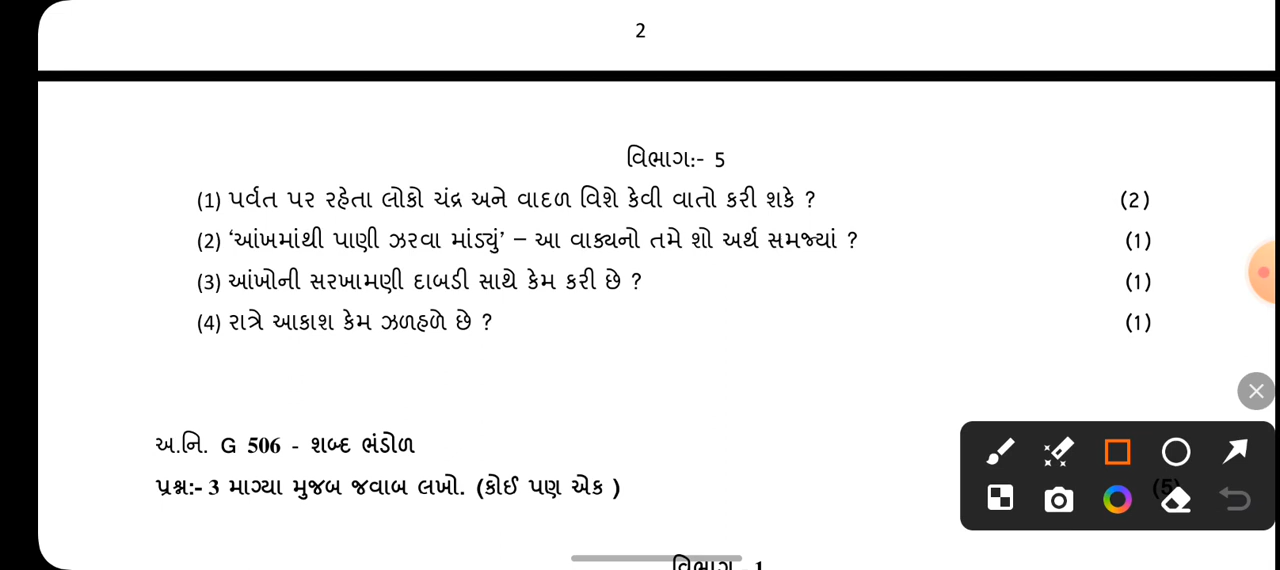 2
વિભાગ:- 5
(1) પર્વત પર રહેતા લોકો ચંદ્ર અને વાદળ વિશે કેવી વાતો કરી શકે ? (2)
(2) ‘આંખમાંથી પાણી ઝરવા માંડ્યું’ – આ વાક્યનો તમે શો અર્થ સમજ્યાં ? (1)
(3) આંખોની સરખામણી દાબડી સાથે કેમ કરી છે ? (1)
(4) રાત્રે આકાશ કેમ ઝળહળે છે ? (1)
અ.નિ. G 506 - શબ્દ ભંડોળ
પ્રશ્ન:- 3 માગ્યા મુજબ જવાબ લખો. (કોઈ પણ એક ) (5)
વિભાગ - 1